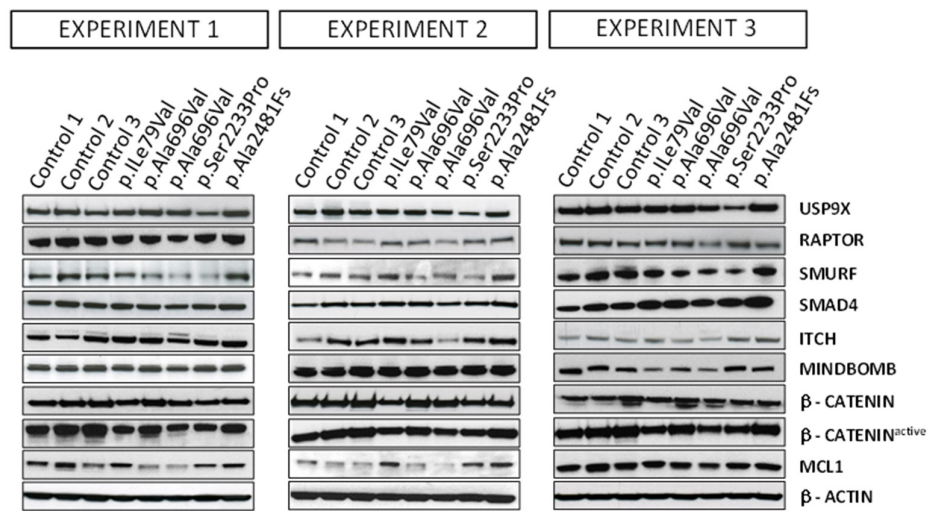 EXPERIMENT 1
EXPERIMENT 2
EXPERIMENT 3
Control 1
Control 2
Control 3
p.ILe79Val
p.Ala696Val
p.Ala696Val
p.Ser2233Pro
p.Ala2481Fs
Control 1
Control 2
Control 3
p.ILe79Val
p.Ala696Val
p.Ala696Val
p.Ser2233Pro
p.Ala2481Fs
Control 1
Control 2
Control 3
p.ILe79Val
p.Ala696Val
p.Ala696Val
p.Ser2233Pro
p.Ala2481Fs
USP9X
RAPTOR
SMURF
SMAD4
ITCH
MINDBOMB
β - CATENIN
β - CATENINactive
MCL1
β - ACTIN